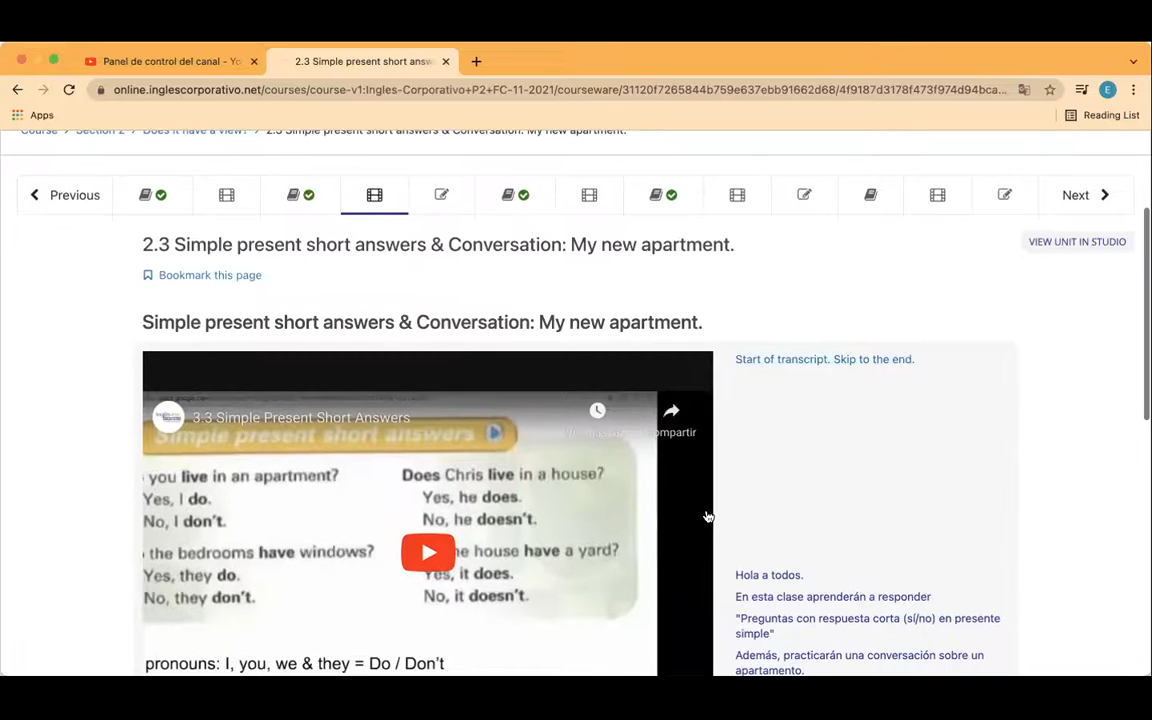 Panel de control del canal - Yo
2.3 Simple present short answ
online.inglescorporativo.net/courses/course-v1:Ingles-Corporativo+P2+FC-11-2021/courseware/31120f7265844b759e637ebb91662d68/4f9187d3178f473f974d94bca...
E
Apps
Reading List
Course > Section 2 > Does it have a view? > 2.3 Simple present short answers & Conversation: My new apartment.
Previous
Next
2.3 Simple present short answers & Conversation: My new apartment.
VIEW UNIT IN STUDIO
Bookmark this page
Simple present short answers & Conversation: My new apartment.
Start of transcript. Skip to the end.
3.3 Simple Present Short Answers
compartir
Simple present short answers
you live in an apartment?
Yes, I do.
No, I don't.
the bedrooms have windows?
Yes, they do.
No, they don't.
Does Chris live in a house?
Yes, he does.
No, he doesn't.
he house have a yard?
Yes, it does.
No, it doesn't.
pronouns: I, you, we & they = Do / Don't
Hola a todos.
En esta clase aprenderán a responder
"Preguntas con respuesta corta (sí/no) en presente
simple"
Además, practicarán una conversación sobre un
apartamento.